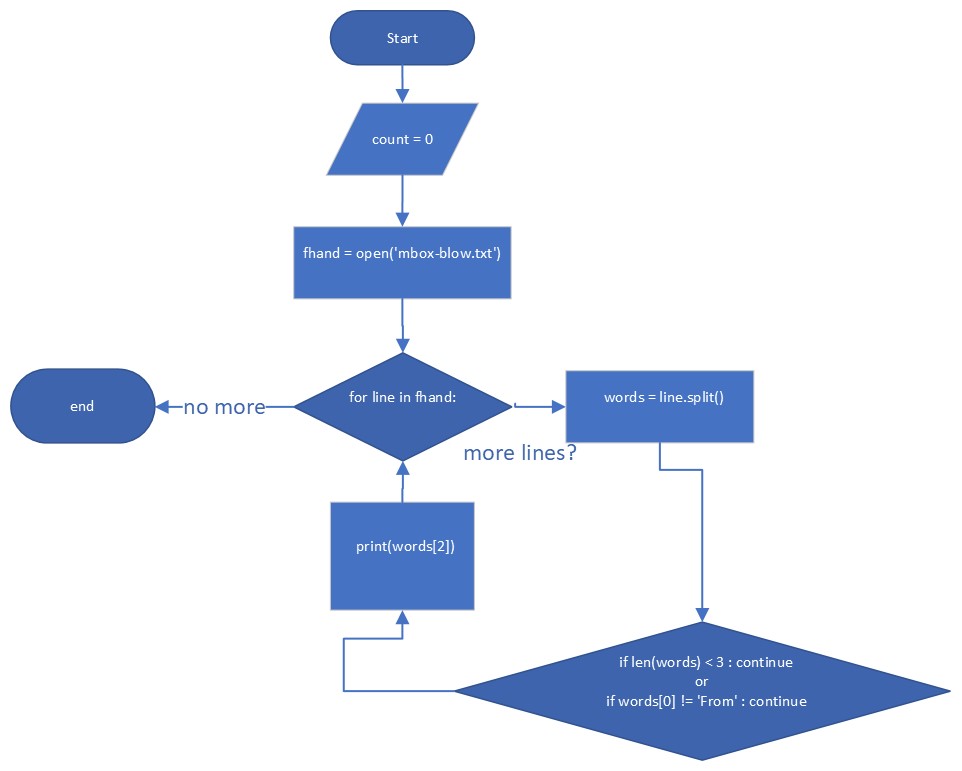 Start
count = 0
fhand = open('mbox-blow.txt')
for line in fhand:
no more
end
more lines?
words = line.split()
print(words[2])
if len(words) < 3 : continue
or
if words[0] != 'From' : continue